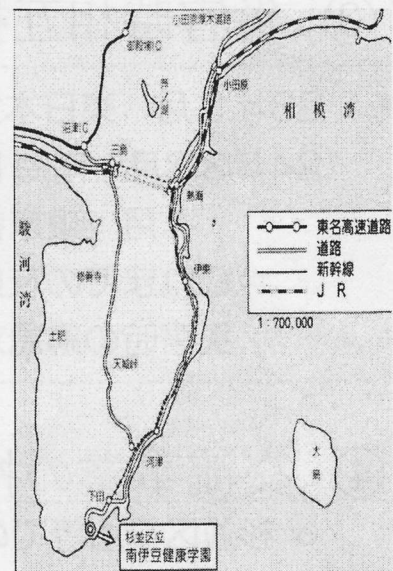 小田原厚木道路
御殿場IC
芦ノ湖
小田原
相模湾
沼津IC
三島
熱海
東名高速道路
道路
新幹線
JR
1:700,000
駿河湾
修善寺
伊東
土肥
天城峠
大島
河津
下田
杉並区立
南伊豆健康学園